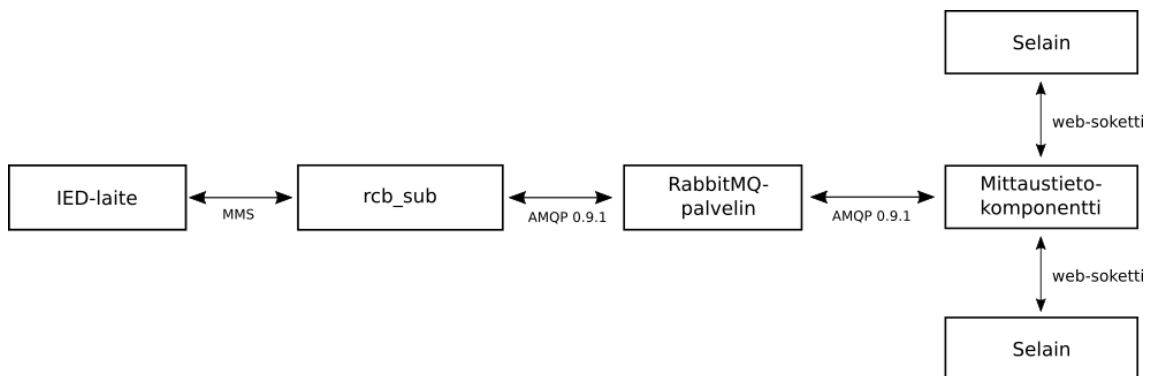 Selain
web-soketti
IED-laite
MMS
rcb_sub
AMQP 0.9.1
RabbitMQ-
palvelin
AMQP 0.9.1
Mittaustieto-
komponentti
web-soketti
Selain